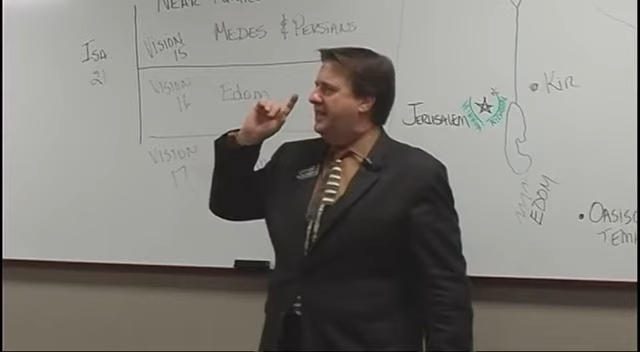 NEAR
Isa
21
VISION
15
MEDES & PERSIANS
VISION
16
Edom
VISION
17
JERUSALEM
KIR
EDOM
OASIS
TEM